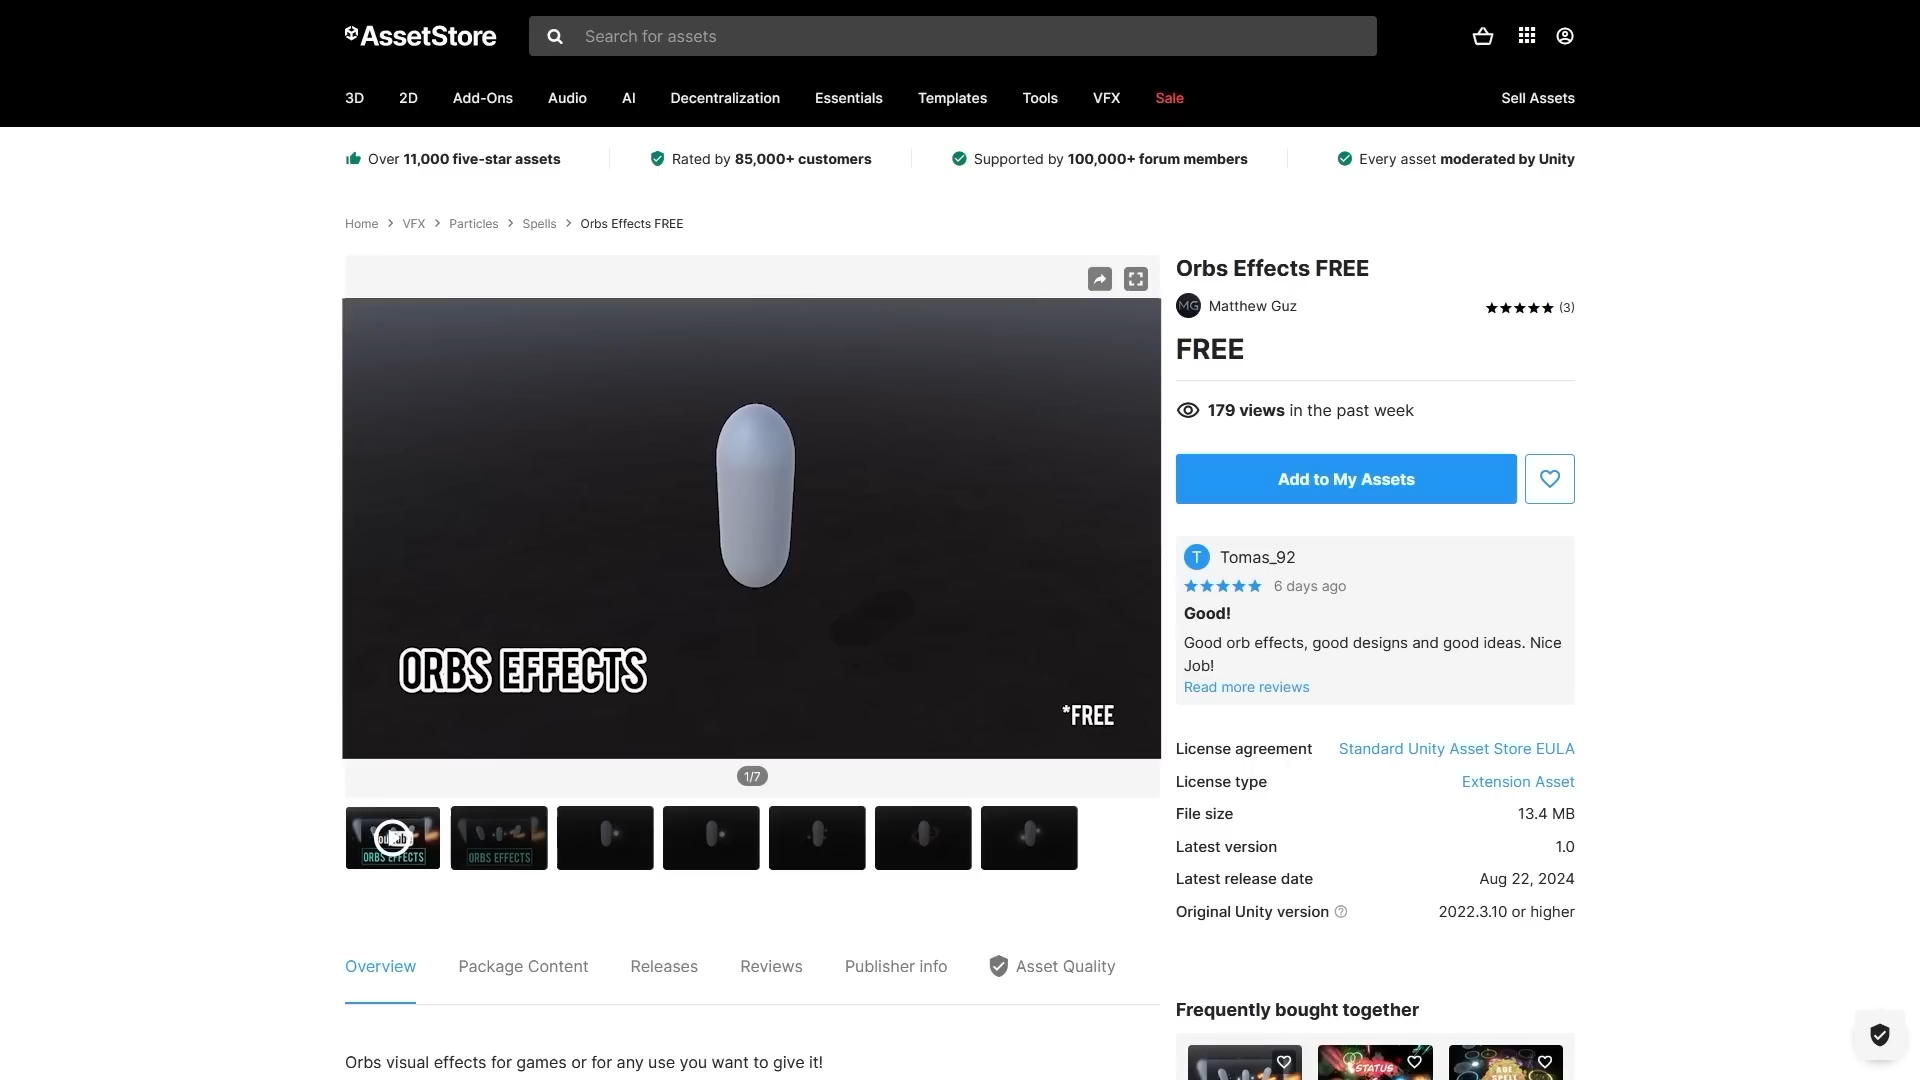 AssetStore
Search for assets
3D 2D Add-Ons Audio AI Decentralization Essentials Templates Tools VFX Sale Sell Assets
Over 11,000 five-star assets Rated by 85,000+ customers Supported by 100,000+ forum members Every asset moderated by Unity
Home > VFX > Particles > Spells > Orbs Effects FREE
Orbs Effects FREE
MG Matthew Guz (3)
FREE
179 views in the past week
Add to My Assets
T Tomas_92
6 days ago
Good!
Good orb effects, good designs and good ideas. Nice
Job!
Read more reviews
ORBS EFFECTS
*FREE
1/7
ORBS EFFECTS
ORBS EFFECTS
License agreement Standard Unity Asset Store EULA
License type Extension Asset
File size 13.4 MB
Latest version 1.0
Latest release date Aug 22, 2024
Original Unity version 2022.3.10 or higher
Overview Package Content Releases Reviews Publisher info Asset Quality
Frequently bought together
STATUS
AOE
SPELL
Orbs visual effects for games or for any use you want to give it!